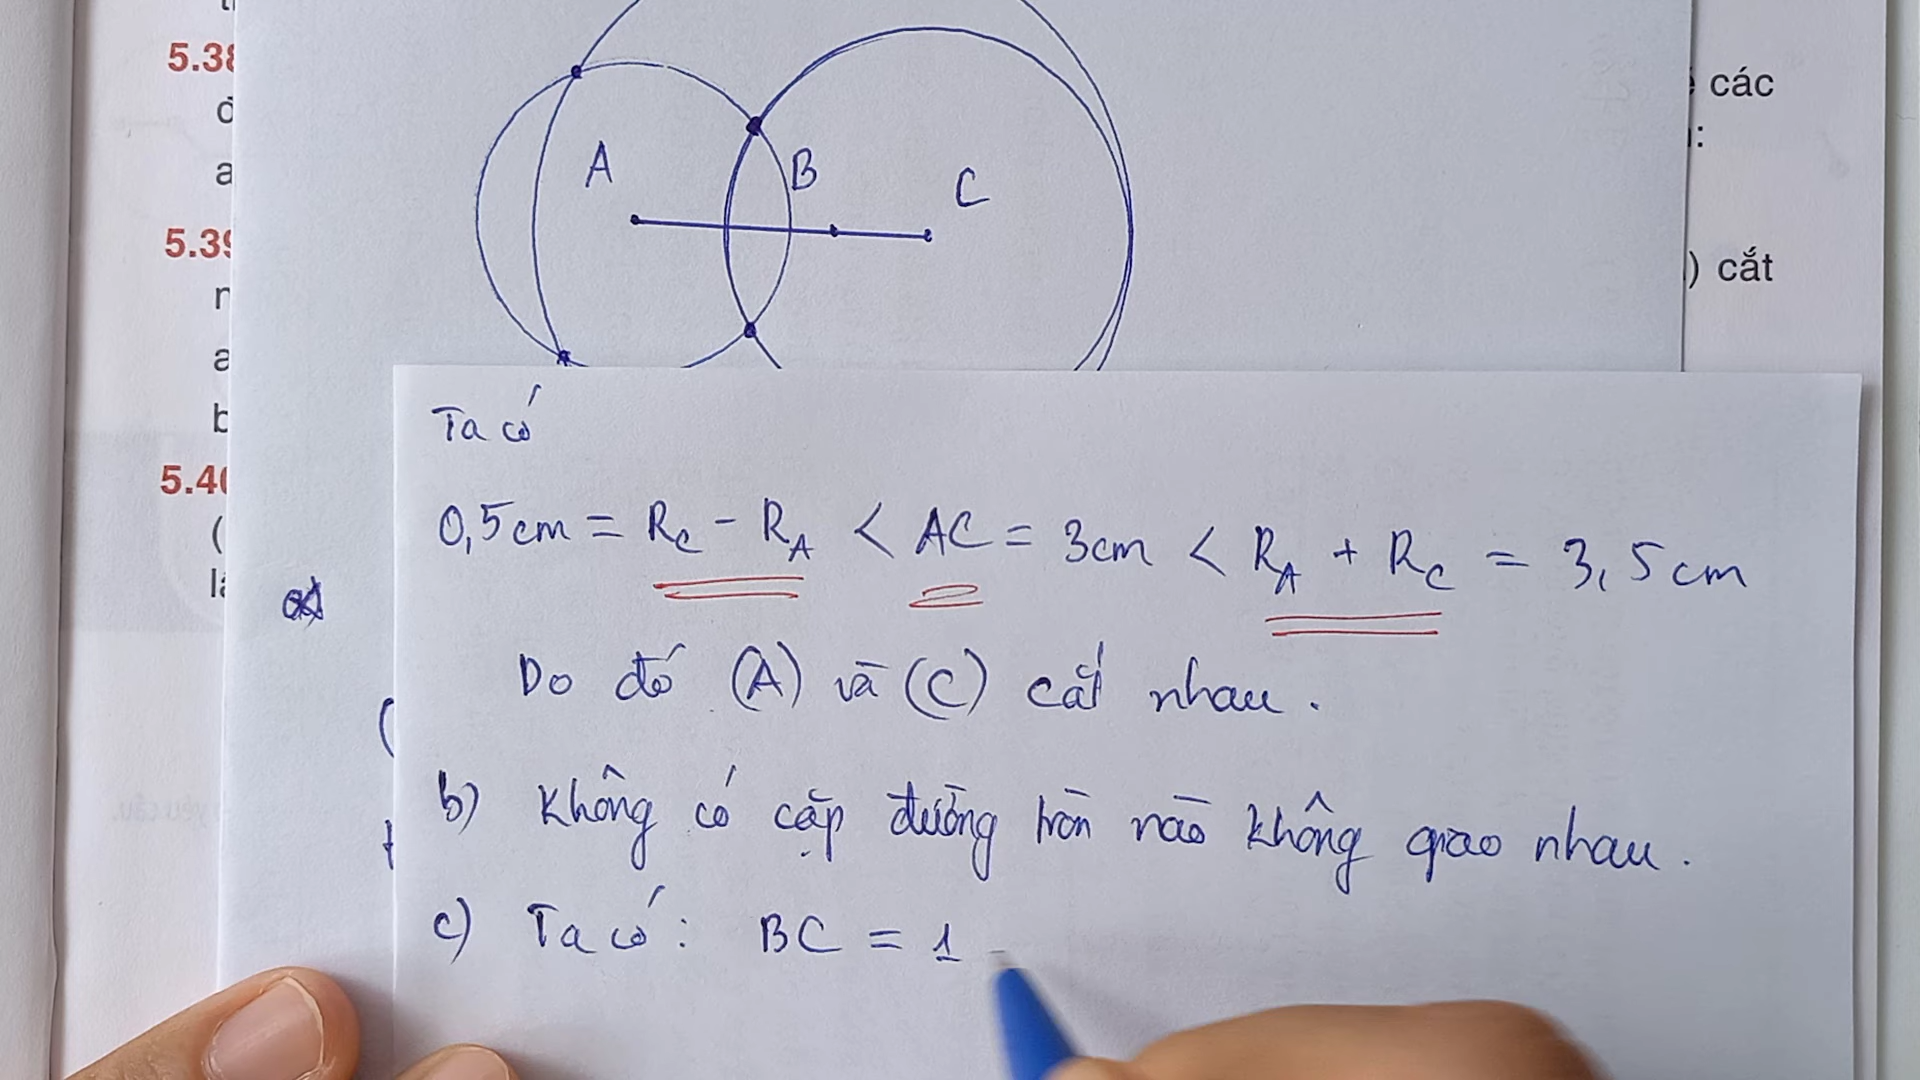 5.38
các
đ
:
a
A
B
C
5.39
) cắt
n
a
b
Ta có
5.40
0,5cm = R_C - R_A < AC = 3cm < R_A + R_C = 3,5cm
(
a)
Do đó (A) và (C) cắt nhau.
(
b) Không có cặp đường tròn nào không giao nhau.
c) Ta có: BC = 1